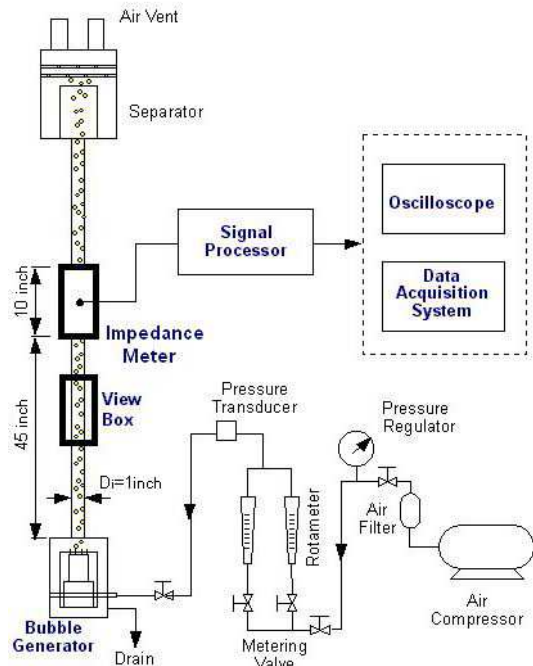 Air Vent
Separator
Signal
Processor
Oscilloscope
Data
Acquisition
System
10 inch
Impedance
Meter
45 inch
View
Box
Di=1inch
Pressure
Transducer
Pressure
Regulator
Rotameter
Air
Filter
Air
Compressor
Metering
Valve
Bubble
Generator
Drain